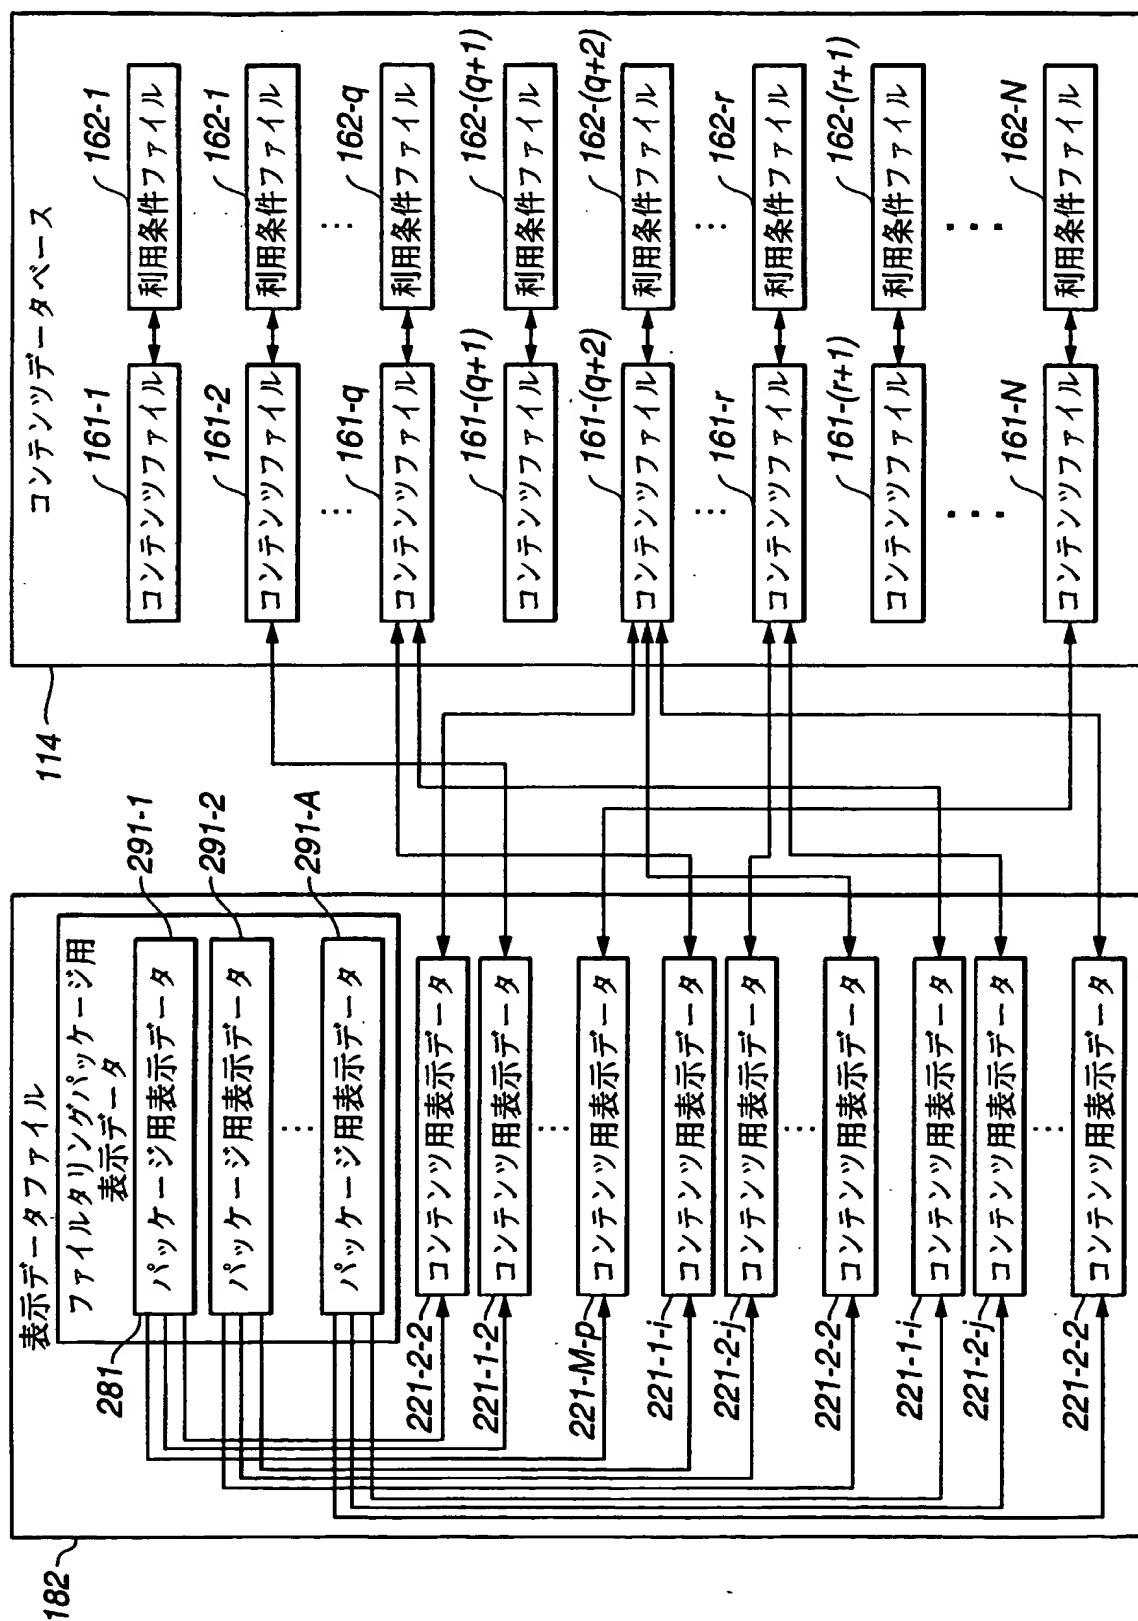 182
表示データファイル
281
ファイルタリングパッケージ用
表示データ
パッケージ用表示データ
291-1
パッケージ用表示データ
291-2
⋮
パッケージ用表示データ
291-A
221-2-2
コンテンツ用表示データ
221-1-2
コンテンツ用表示データ
⋮
221-M-p
コンテンツ用表示データ
221-1-i
コンテンツ用表示データ
221-2-j
コンテンツ用表示データ
⋮
221-2-2
コンテンツ用表示データ
221-1-i
コンテンツ用表示データ
221-2-j
コンテンツ用表示データ
⋮
221-2-2
コンテンツ用表示データ
114
コンテンツデータベース
コンテンツファイル
161-1
利用条件ファイル
162-1
コンテンツファイル
161-2
利用条件ファイル
162-1
⋮
⋮
コンテンツファイル
161-q
利用条件ファイル
162-q
コンテンツファイル
161-(q+1)
利用条件ファイル
162-(q+1)
コンテンツファイル
161-(q+2)
利用条件ファイル
162-(q+2)
⋮
⋮
コンテンツファイル
161-r
利用条件ファイル
162-r
コンテンツファイル
161-(r+1)
利用条件ファイル
162-(r+1)
⋮
⋮
コンテンツファイル
161-N
利用条件ファイル
162-N